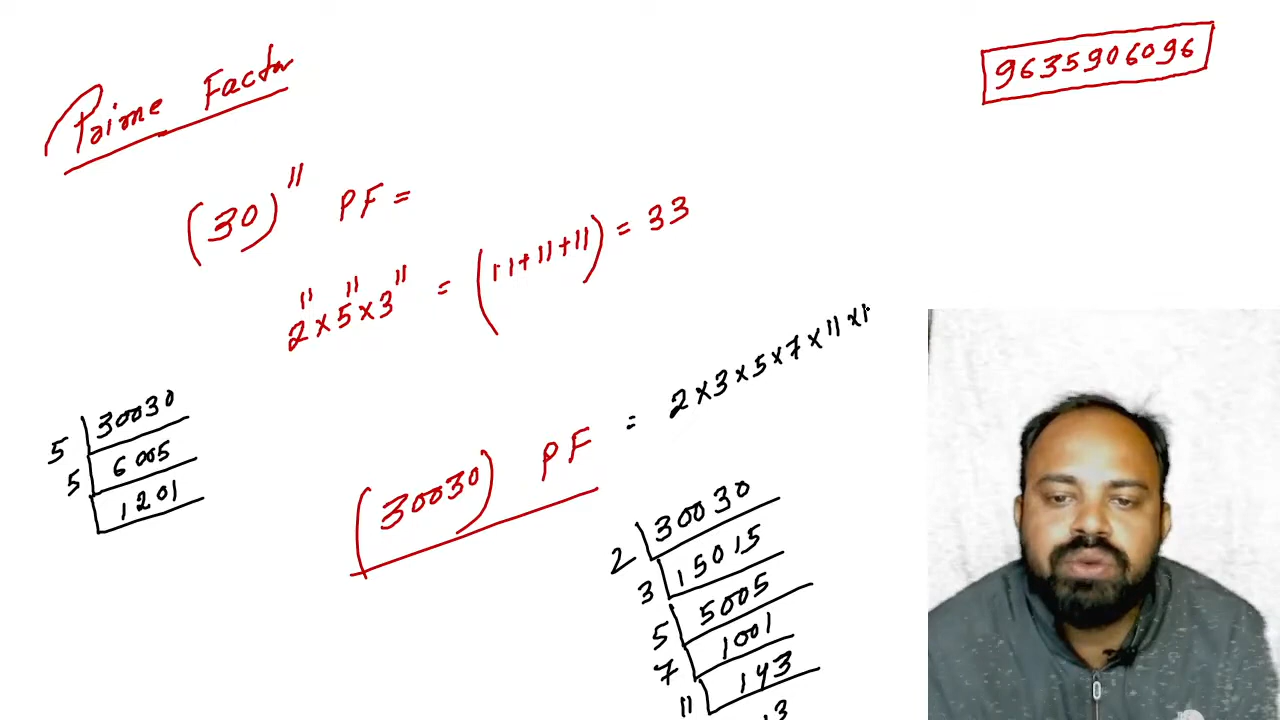 Prime Factor
9635906096
(30)^11 PF =
2^11 × 5^11 × 3^11 = (11+11+11) = 33
(30030) PF = 2×3×5×7×11×1
5 | 30030
5 | 6005
1201
2 | 30030
3 | 15015
5 | 5005
7 | 1001
11 | 143
13